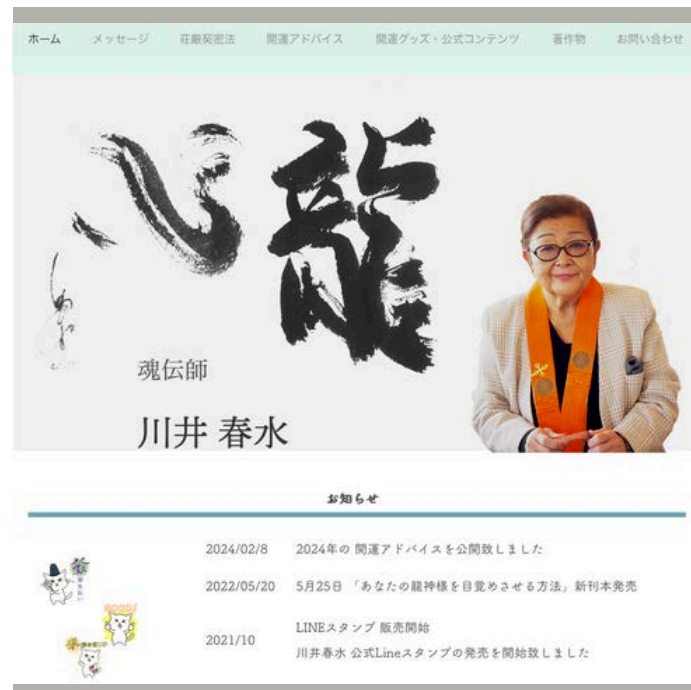 ホーム メッセージ 荘厳契密法 開運アドバイス 開運グッズ・公式コンテンツ 著作物 お問い合わせ
龍
心
魂伝師
川井 春水
お知らせ
2024/02/8 2024年の 開運アドバイスを公開致しました
2022/05/20 5月25日 「あなたの龍神様を目覚めさせる方法」新刊本発売
2021/10 LINEスタンプ 販売開始
川井春水 公式Lineスタンプの発売を開始致しました
GOOD!